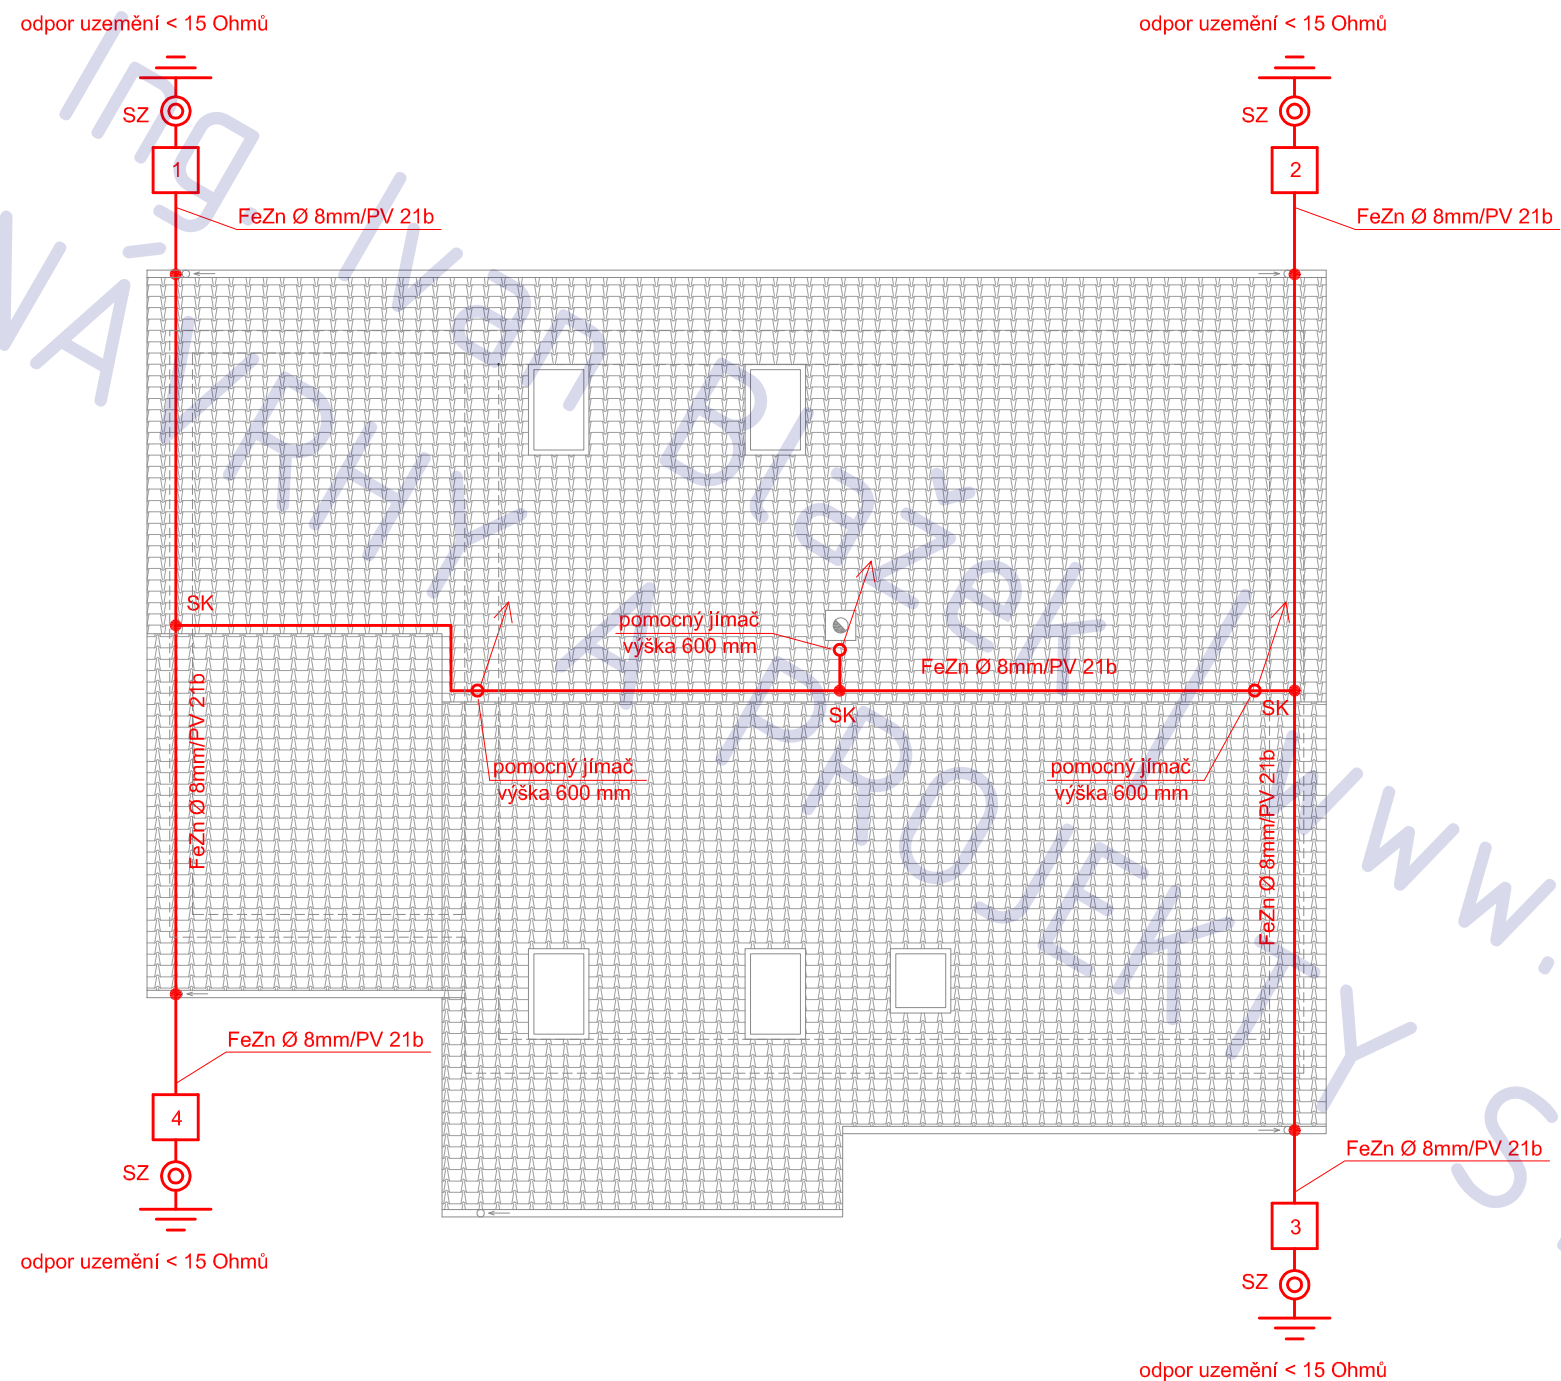 odpor uzemění < 15 Ohmů
odpor uzemění < 15 Ohmů
SZ
SZ
1
2
FeZn Ø 8mm/PV 21b
FeZn Ø 8mm/PV 21b
SK
pomocný jímač
výška 600 mm
FeZn Ø 8mm/PV 21b
SK
SK
FeZn Ø 8mm/PV 21b
pomocný jímač
výška 600 mm
pomocný jímač
výška 600 mm
FeZn Ø 8mm/PV 21b
FeZn Ø 8mm/PV 21b
4
SZ
odpor uzemění < 15 Ohmů
FeZn Ø 8mm/PV 21b
3
SZ
odpor uzemění < 15 Ohmů
Ing. Ivan Blažek / www.
NÁVRHY A PROJEKTY S